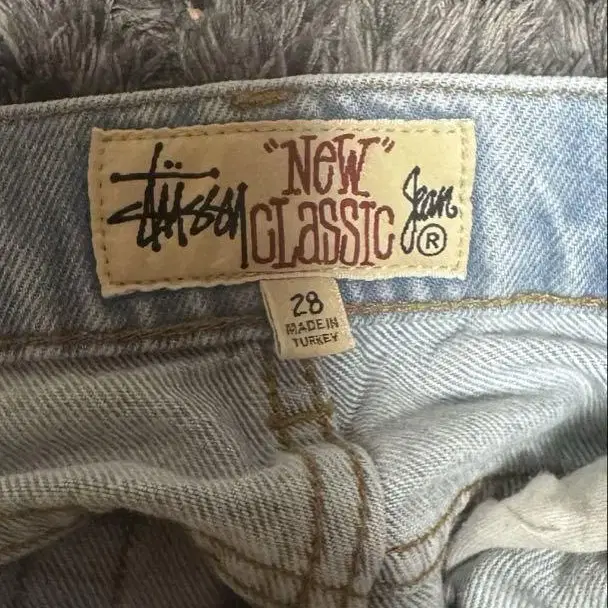 Stüssy "New" Jean
Classic ®
28
MADE IN
TURKEY